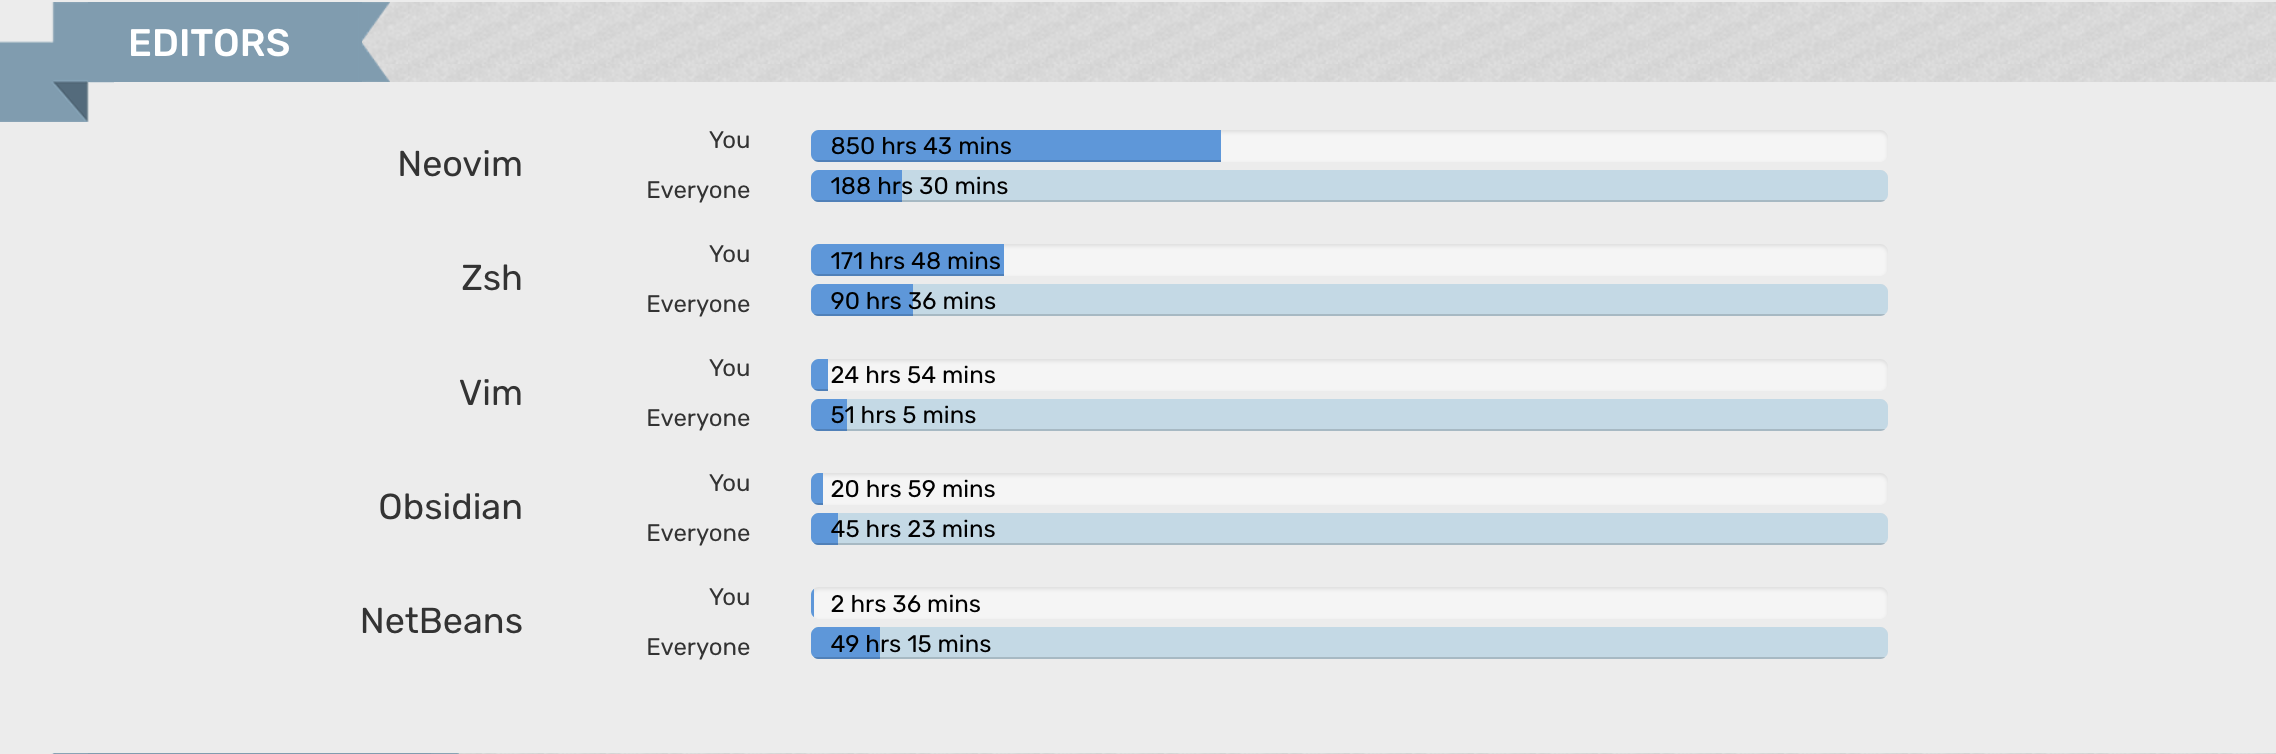 EDITORS
Neovim
You
850 hrs 43 mins
Everyone
188 hrs 30 mins
Zsh
You
171 hrs 48 mins
Everyone
90 hrs 36 mins
Vim
You
24 hrs 54 mins
Everyone
51 hrs 5 mins
Obsidian
You
20 hrs 59 mins
Everyone
45 hrs 23 mins
NetBeans
You
2 hrs 36 mins
Everyone
49 hrs 15 mins